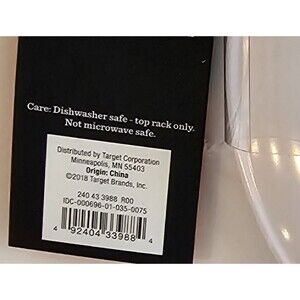 Care: Dishwasher safe - top rack only.
Not microwave safe.
Distributed by Target Corporation
Minneapolis, MN 55403
Origin: China
©2018 Target Brands, Inc.
240 43 3988 R00
IDC-000696-01-035-0075
4 92404 33988 4